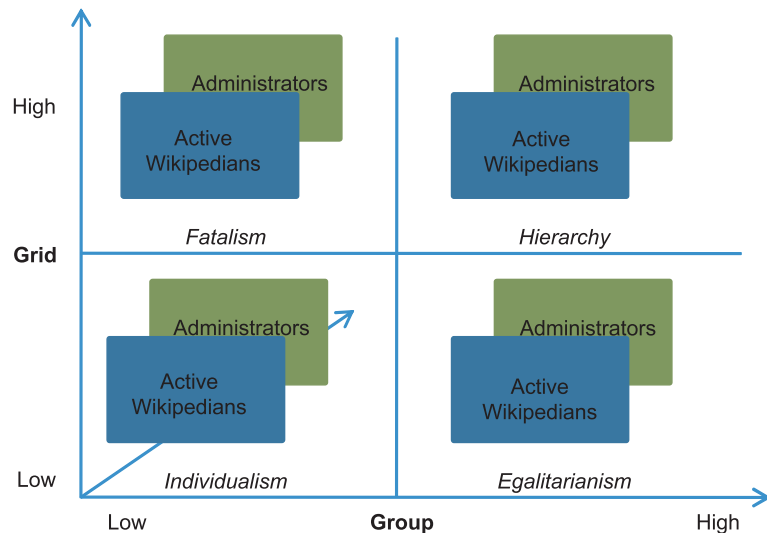 Administrators
Active
Wikipedians
Administrators
Active
Wikipedians
High
Fatalism
Hierarchy
Grid
Administrators
Active
Wikipedians
Administrators
Active
Wikipedians
Low
Individualism
Egalitarianism
Low
Group
High